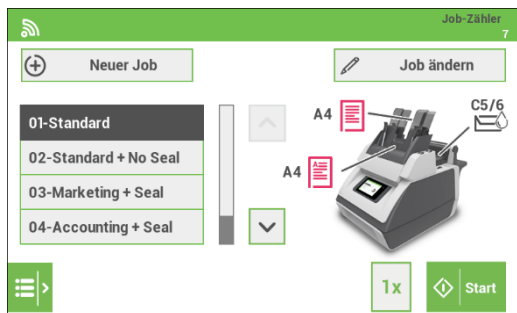 Job-Zähler
7
Neuer Job
Job ändern
01-Standard
02-Standard + No Seal
03-Marketing + Seal
04-Accounting + Seal
A4
C5/6
A4
1x
Start